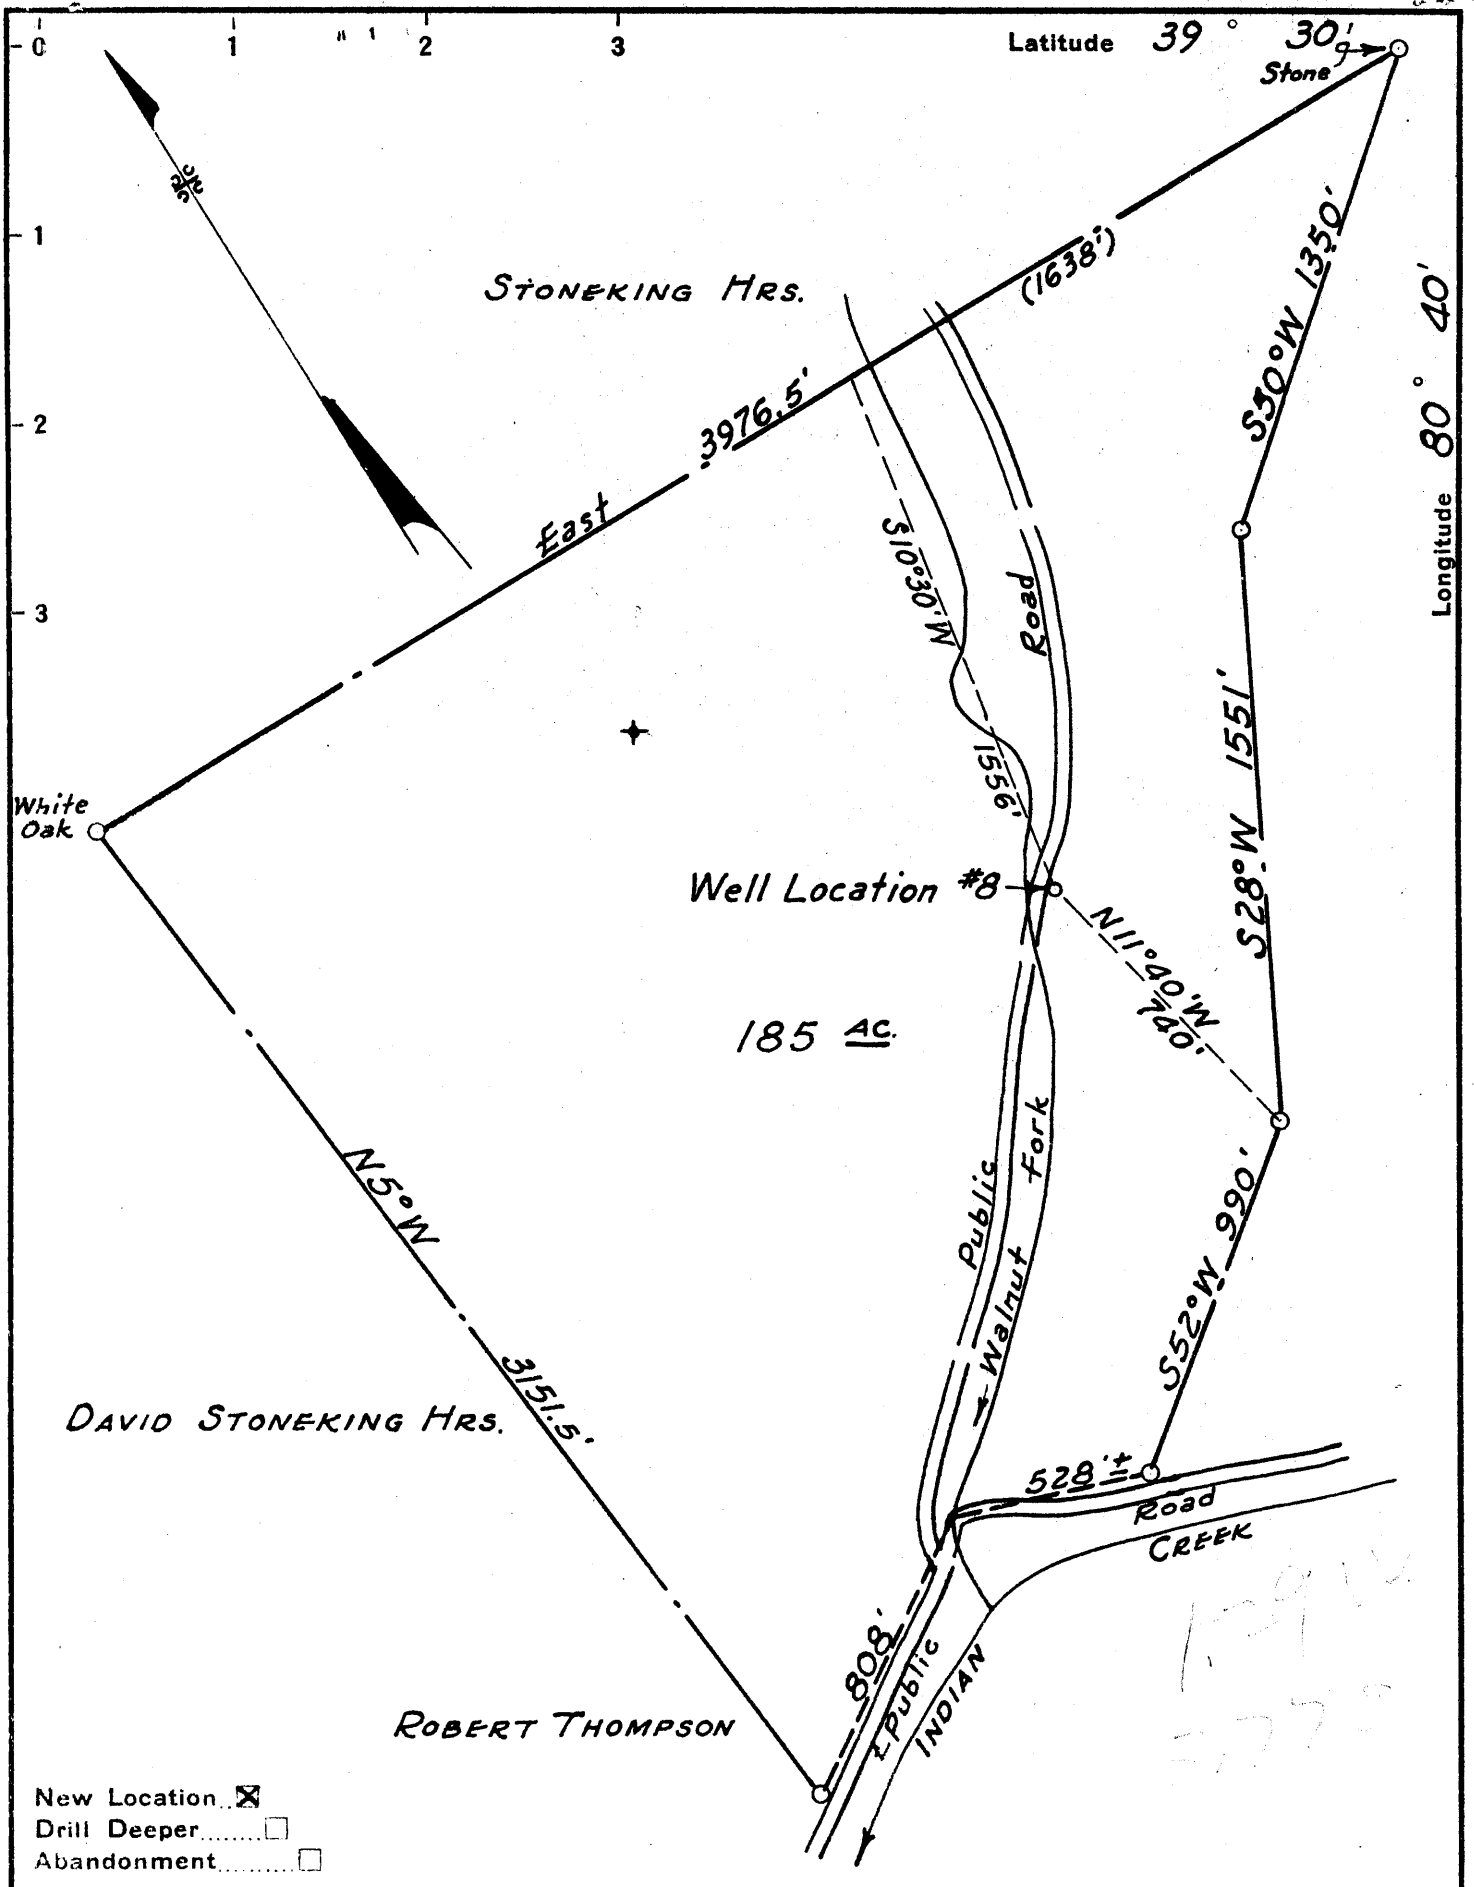 0 1 2 3
Latitude 39° 30'
Stone
1
2
3
STONEKING HRS.
(1638')
S50°W 1350'
Longitude 80° 40'
East 3976.5'
S10°30'W 1556'
Road
S28°W 1551'
White
Oak
Well Location #8
N11°40'W
740'
185 AC.
N5°W 3151.5'
Public
Walnut Fork
S52°W 990'
DAVID STONEKING HRS.
528'±
Road
CREEK
808'
Public
INDIAN
ROBERT THOMPSON
New Location..☒
Drill Deeper.......☐
Abandonment.........☐